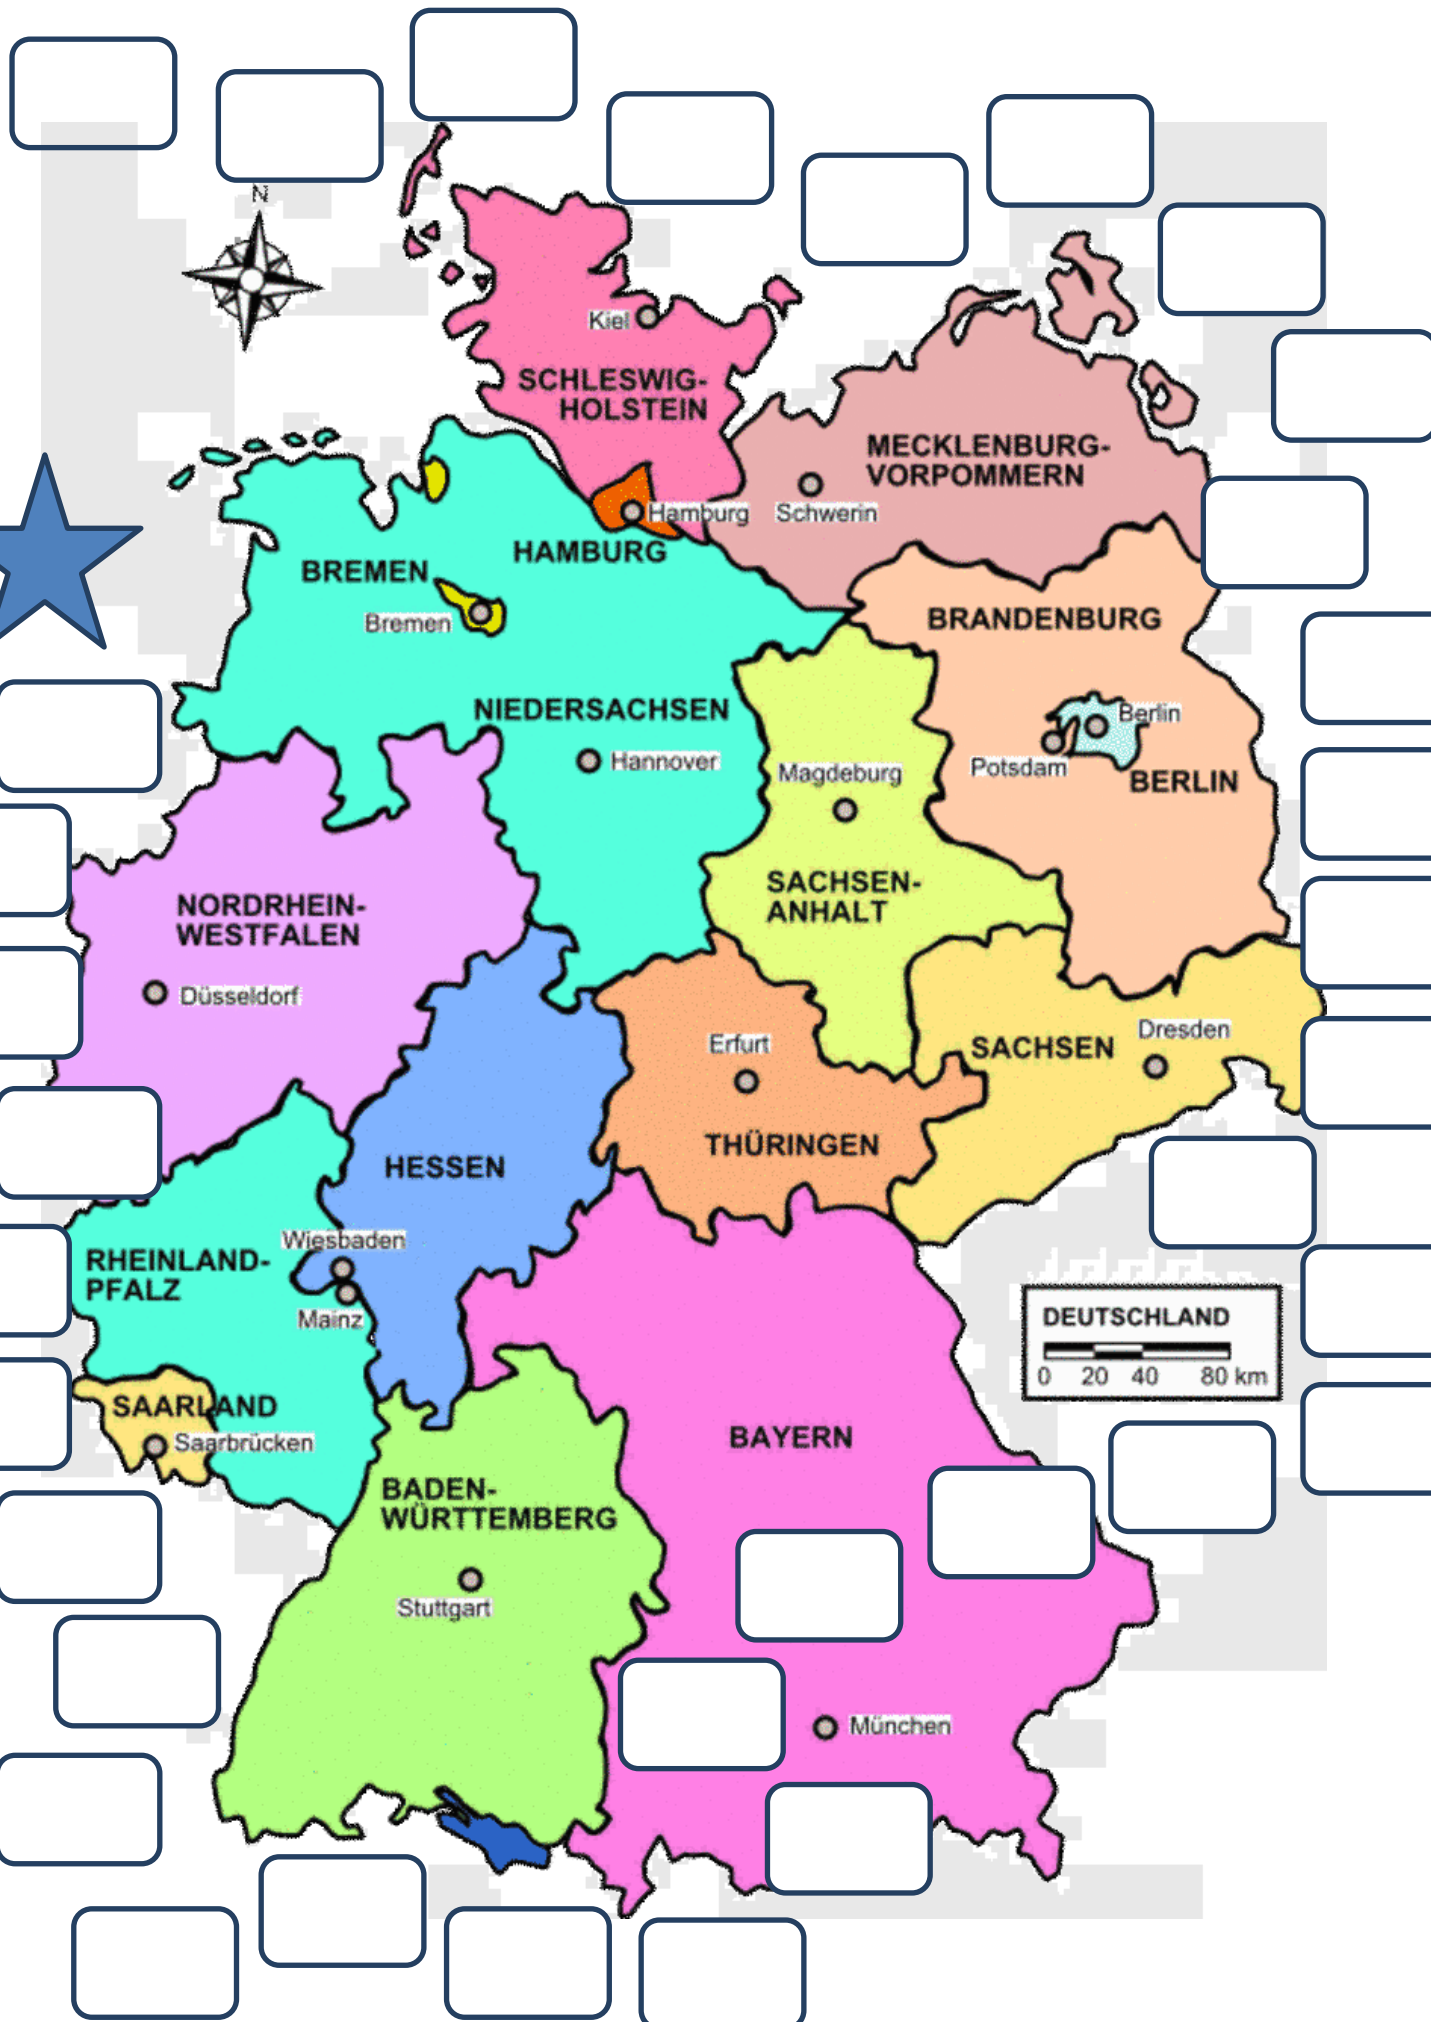 N
Kiel
SCHLESWIG-
HOLSTEIN
MECKLENBURG-
VORPOMMERN
Hamburg
Schwerin
HAMBURG
BREMEN
Bremen
BRANDENBURG
NIEDERSACHSEN
Hannover
Berlin
Potsdam
BERLIN
Magdeburg
SACHSEN-
ANHALT
NORDRHEIN-
WESTFALEN
Düsseldorf
Erfurt
Dresden
SACHSEN
THÜRINGEN
HESSEN
Wiesbaden
RHEINLAND-
PFALZ
Mainz
DEUTSCHLAND
0 20 40 80 km
SAARLAND
Saarbrücken
BAYERN
BADEN-
WÜRTTEMBERG
Stuttgart
München